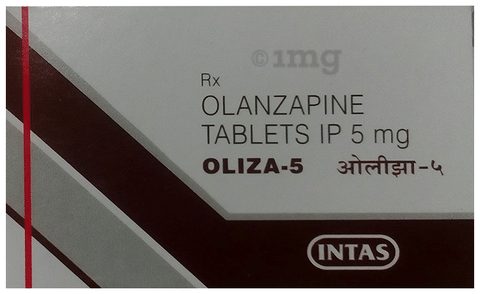 ©1mg
Rx
OLANZAPINE
TABLETS IP 5 mg
OLIZA-5 ओलीझा-५
INTAS